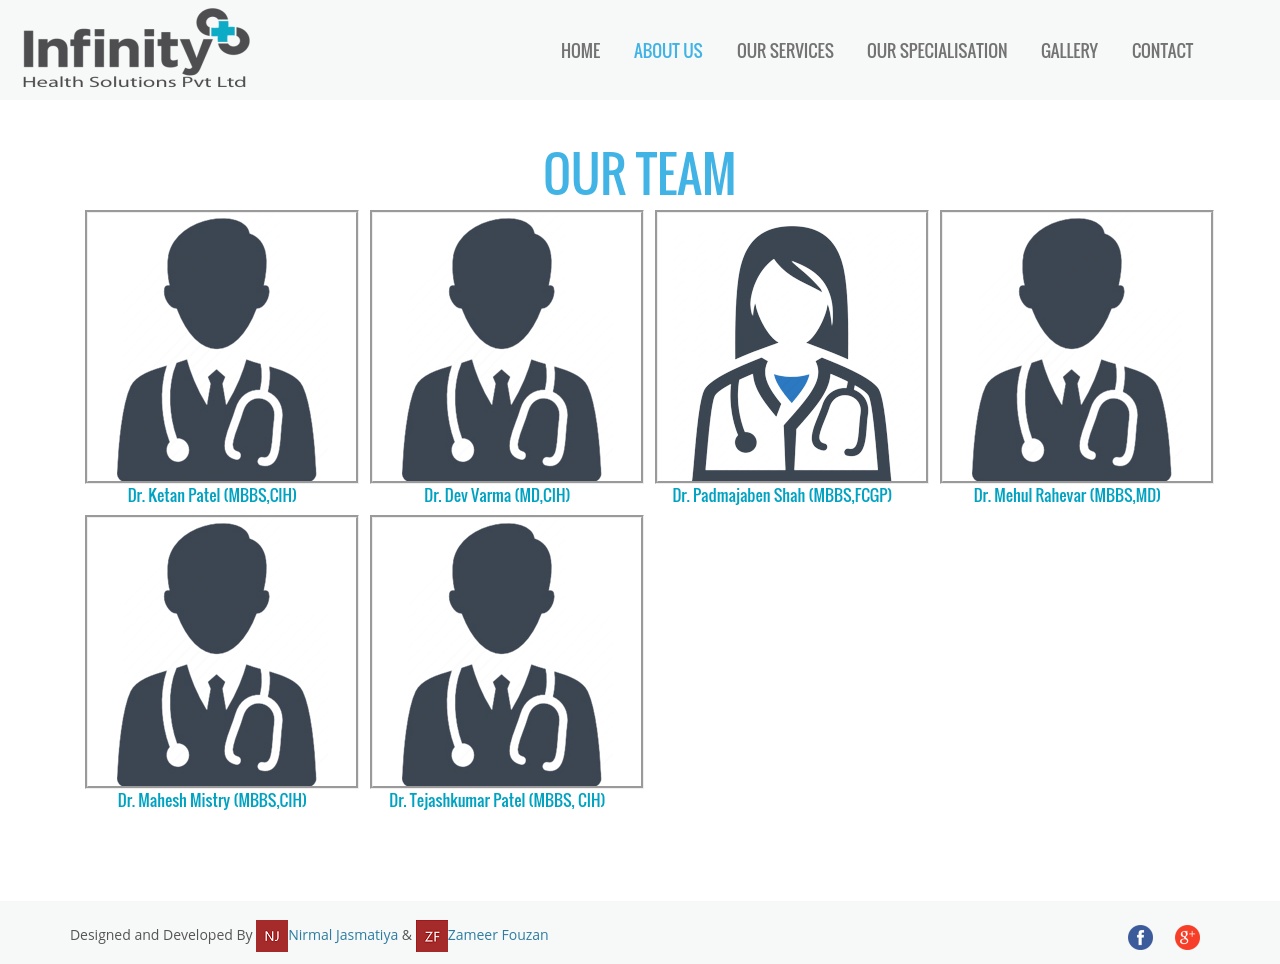 Infinity
Health Solutions Pvt Ltd
HOME ABOUT US OUR SERVICES OUR SPECIALISATION GALLERY CONTACT
OUR TEAM
Dr. Ketan Patel (MBBS,CIH) Dr. Dev Varma (MD,CIH) Dr. Padmajaben Shah (MBBS,FCGP) Dr. Mehul Rahevar (MBBS,MD)
Dr. Mahesh Mistry (MBBS,CIH) Dr. Tejashkumar Patel (MBBS, CIH)
Designed and Developed By NJ Nirmal Jasmatiya & ZF Zameer Fouzan f g+